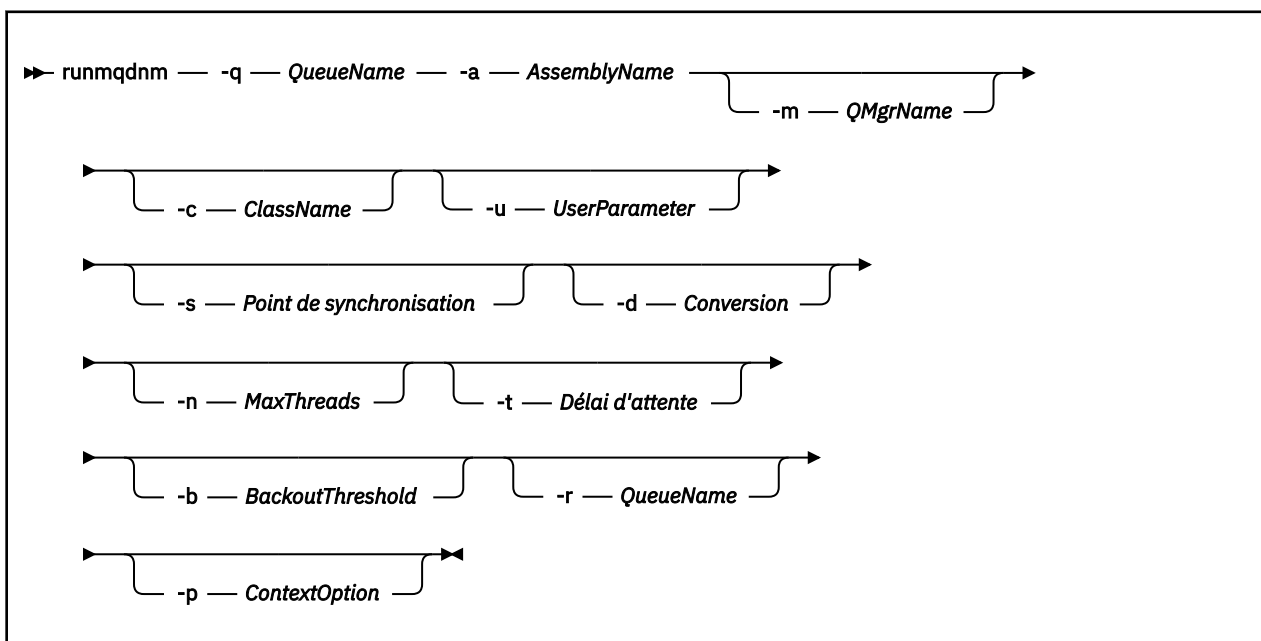 runmqdnm -q QueueName -a AssemblyName
-m QMgrName
-c ClassName -u UserParameter
-s Point de synchronisation -d Conversion
-n MaxThreads -t Délai d'attente
-b BackoutThreshold -r QueueName
-p ContextOption